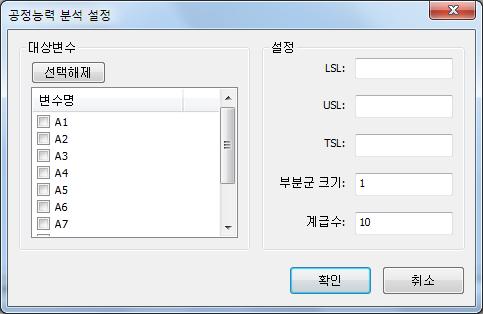 공정능력 분석 설정
대상변수
선택해제
변수명
A1
A2
A3
A4
A5
A6
A7
설정
LSL:
USL:
TSL:
부분군 크기: 1
계급수: 10
확인
취소